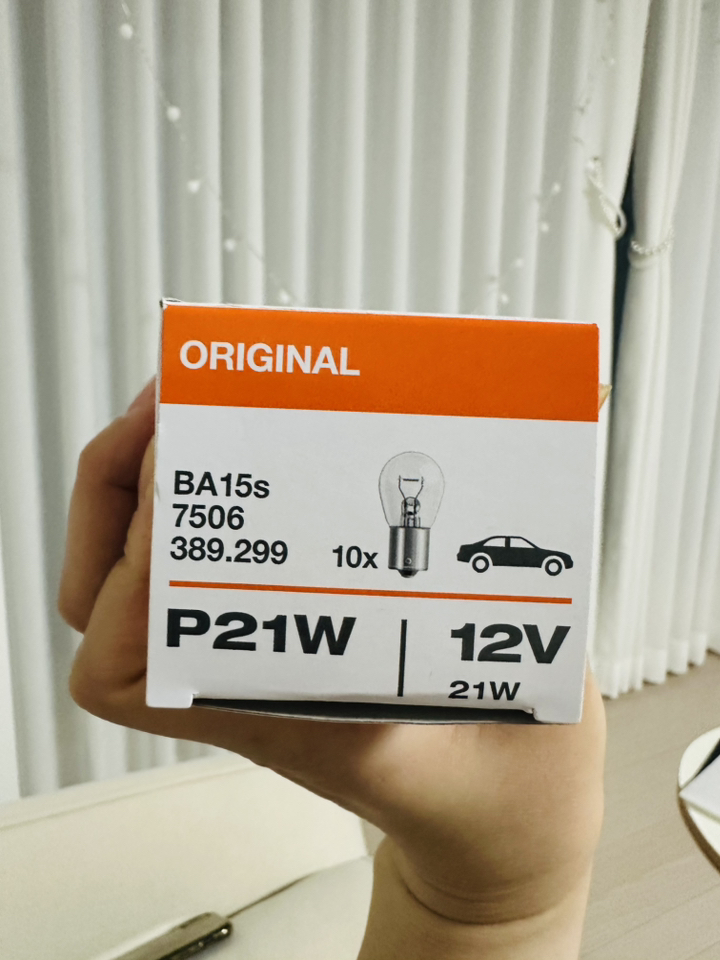 ORIGINAL
BA15s
7506
389.299
10x
P21W
12V
21W